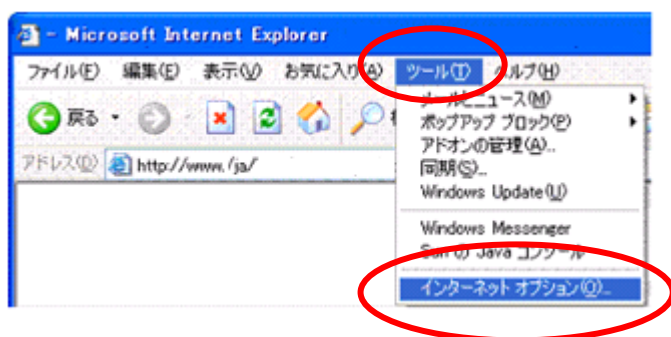 - Microsoft Internet Explorer
ファイル(F) 編集(E) 表示(V) お気に入り(A) ツール(T) ヘルプ(H)
戻る
アドレス(D) http://www. /ja/
メールとニュース(M)
ポップアップ ブロック(P)
アドオンの管理(A)...
同期(S)...
Windows Update(U)
Windows Messenger
Sun の Java コンソール
インターネット オプション(O)...